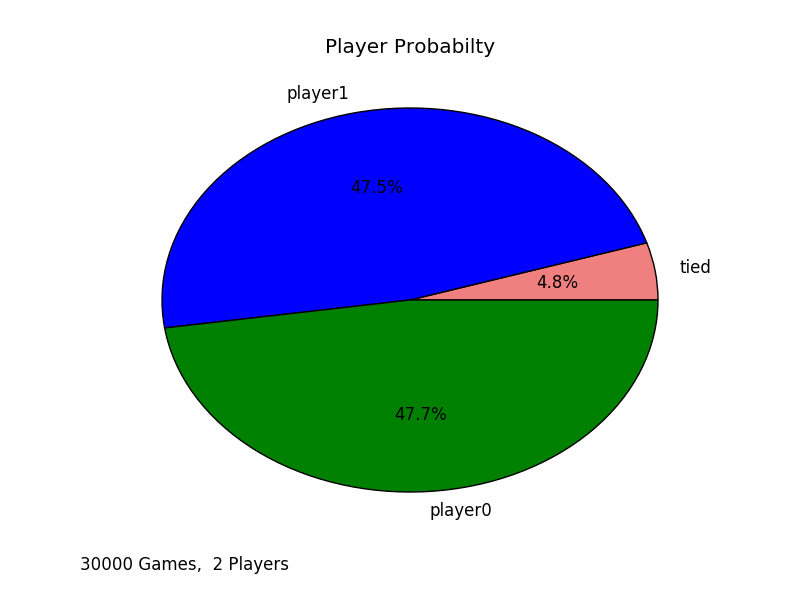 Player Probabilty
player1
47.5%
tied
4.8%
47.7%
player0
30000 Games,  2 Players